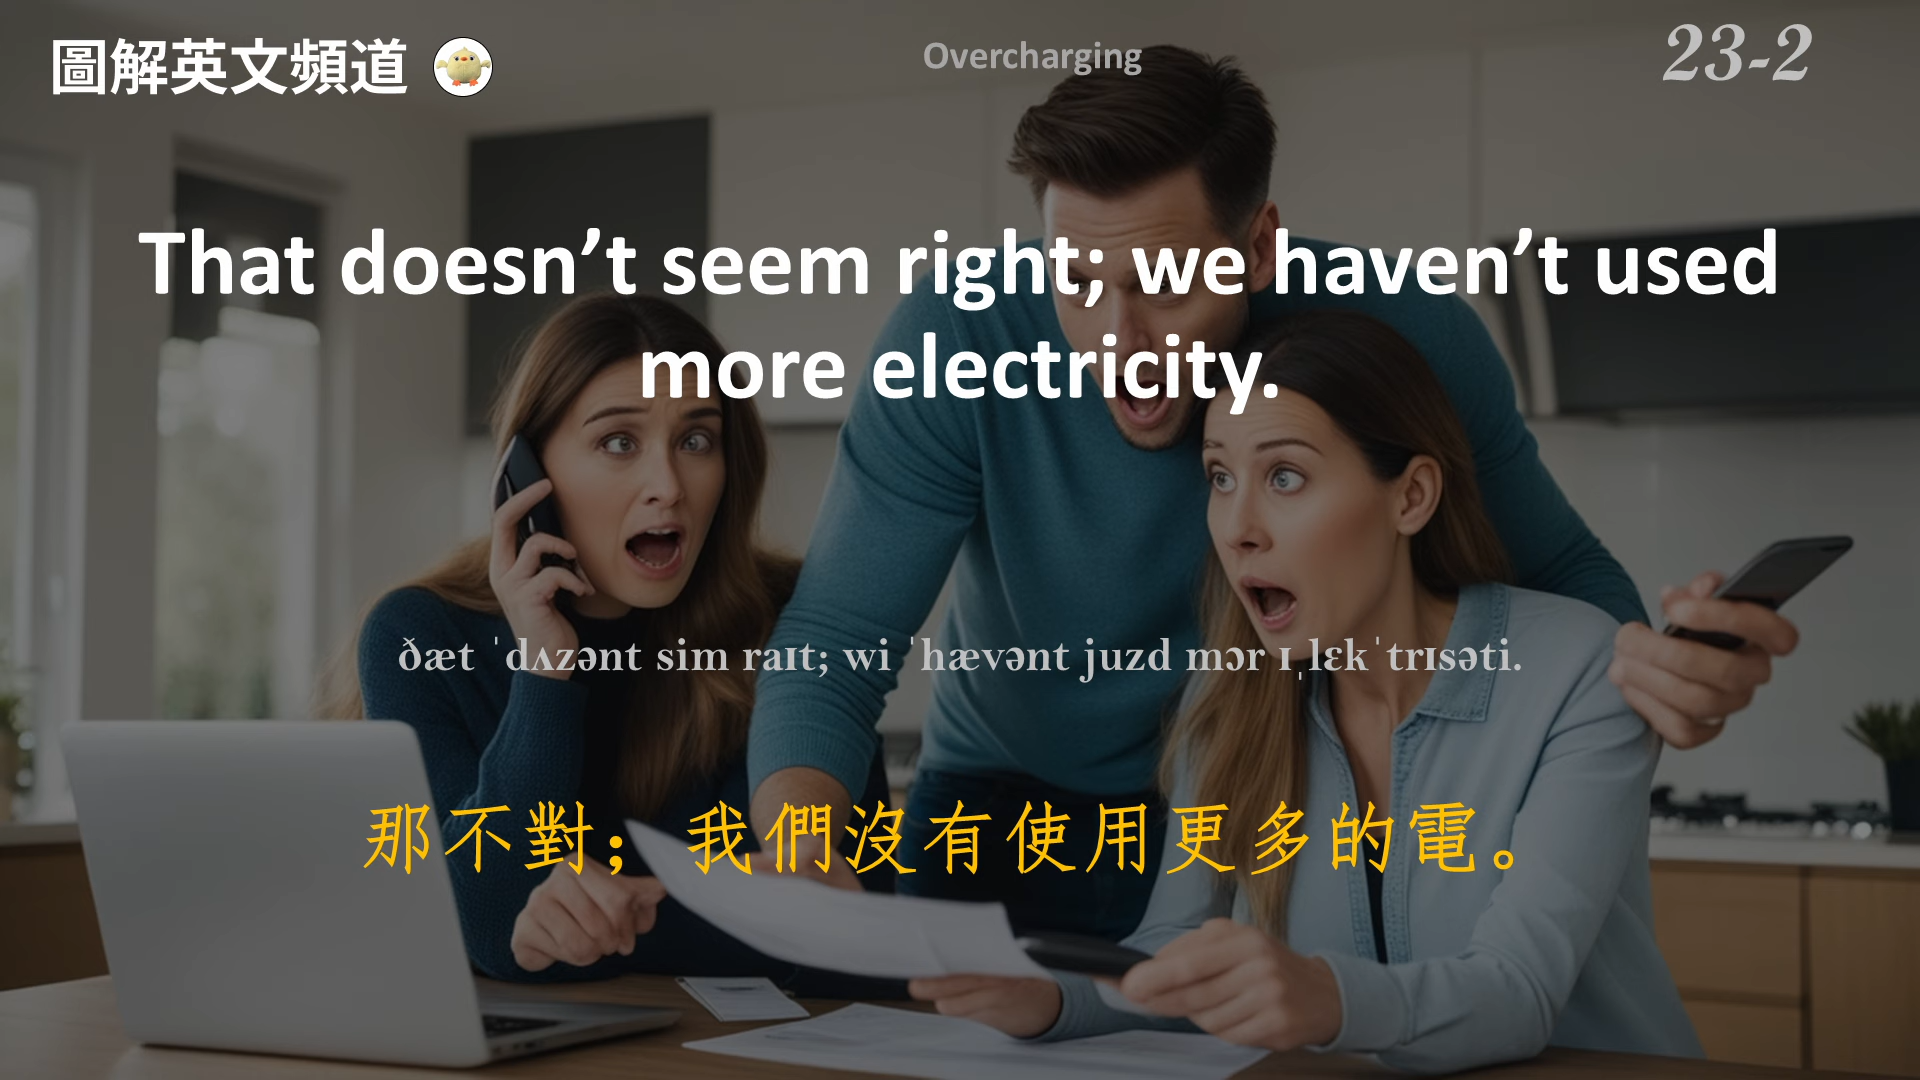 圖解英文頻道
Overcharging
23-2
That doesn’t seem right; we haven’t used
more electricity.
ðæt ˈdʌzənt sim raɪt; wi ˈhævənt juzd mɔr ɪˌlɛkˈtrɪsəti.
那不對；我們沒有使用更多的電。